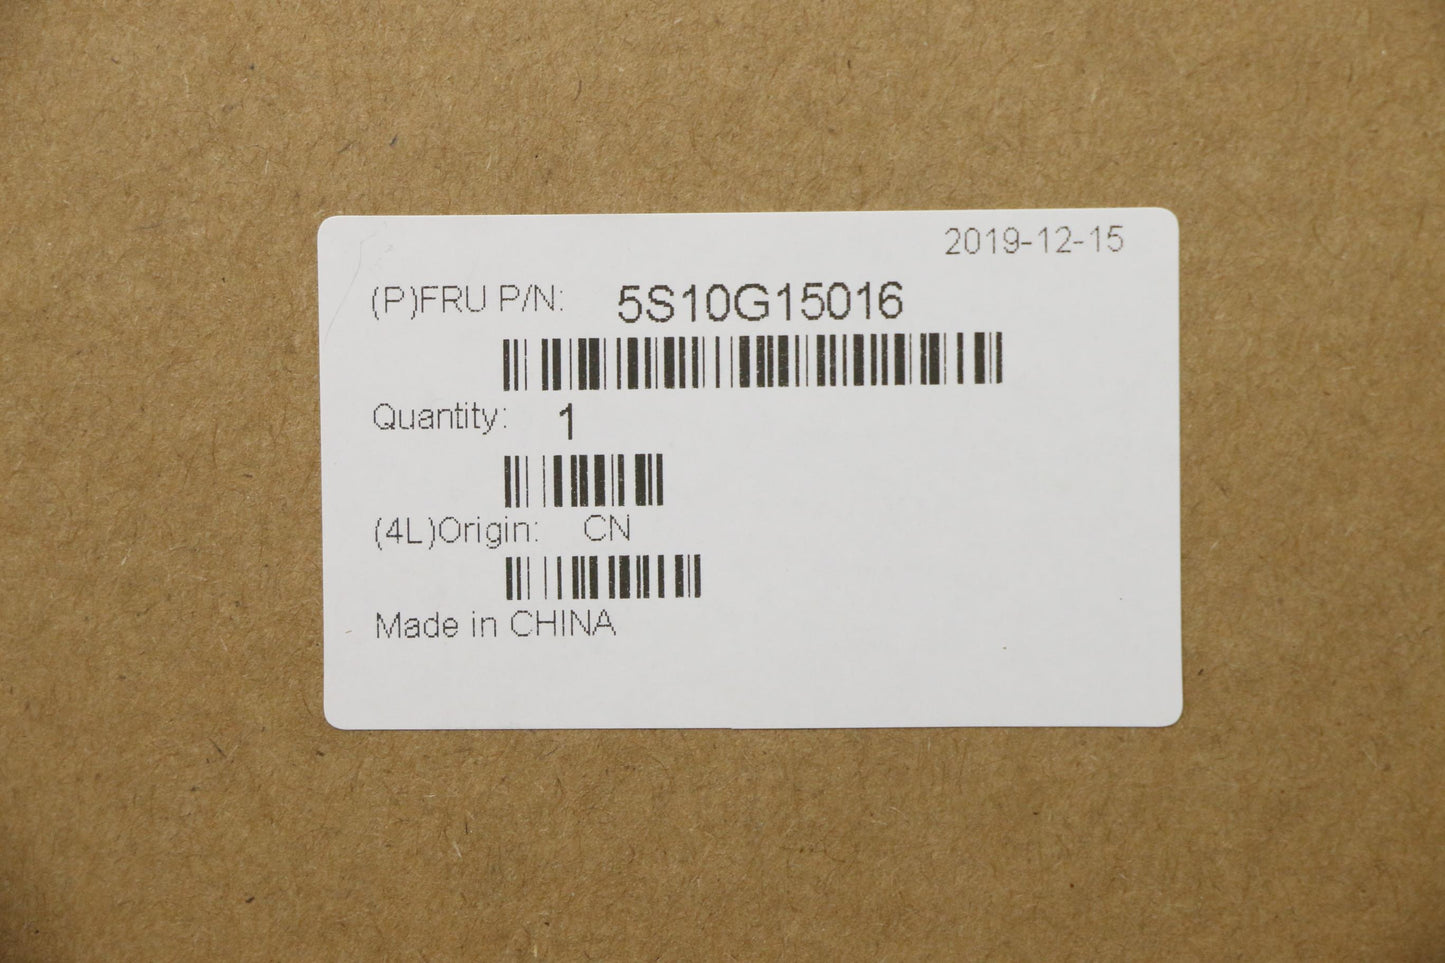 2019-12-15
(P)FRU P/N: 5S10G15016
Quantity: 1
(4L)Origin: CN
Made in CHINA